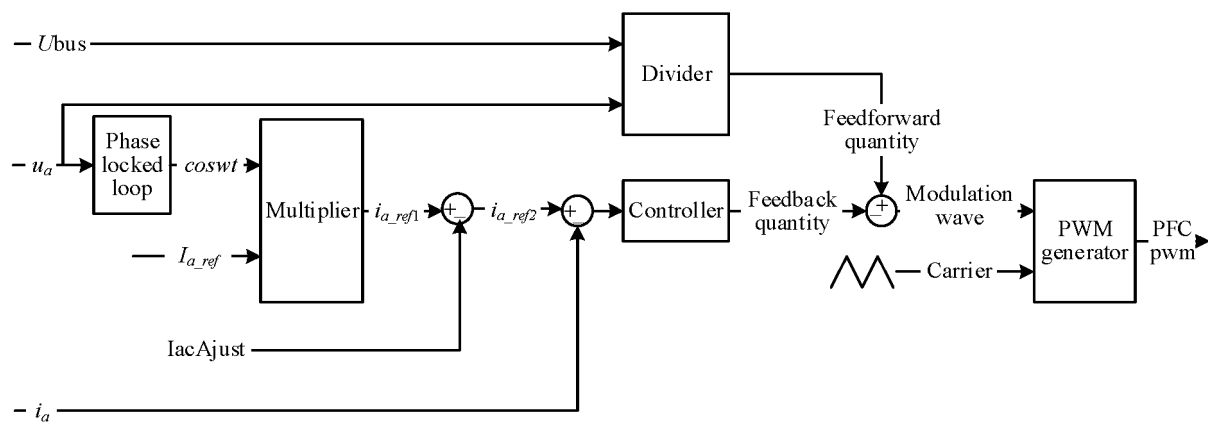 Ubus
Divider
Feedforward
quantity
u_a
Phase
locked
loop
coswt
Multiplier
i_a_ref1
+
−
i_a_ref2
+
−
Controller
Feedback
quantity
−
+
Modulation
wave
PWM
generator
PFC
pwm
I_a_ref
Carrier
IacAjust
i_a